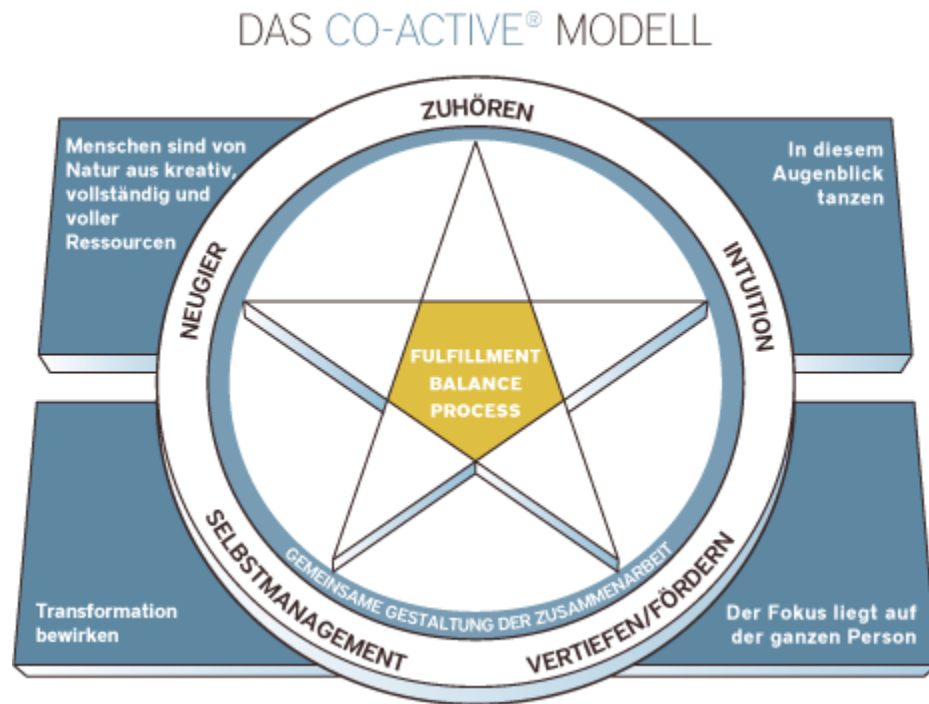 DAS CO-ACTIVE® MODELL
ZUHÖREN
Menschen sind von
Natur aus kreativ,
vollständig und
voller
Ressourcen
In diesem
Augenblick
tanzen
NEUGIER
INTUITION
FULFILLMENT
BALANCE
PROCESS
SELBSTMANAGEMENT
GEMEINSAME GESTALTUNG DER ZUSAMMENARBEIT
VERTIEFEN/FÖRDERN
Transformation
bewirken
Der Fokus liegt auf
der ganzen Person